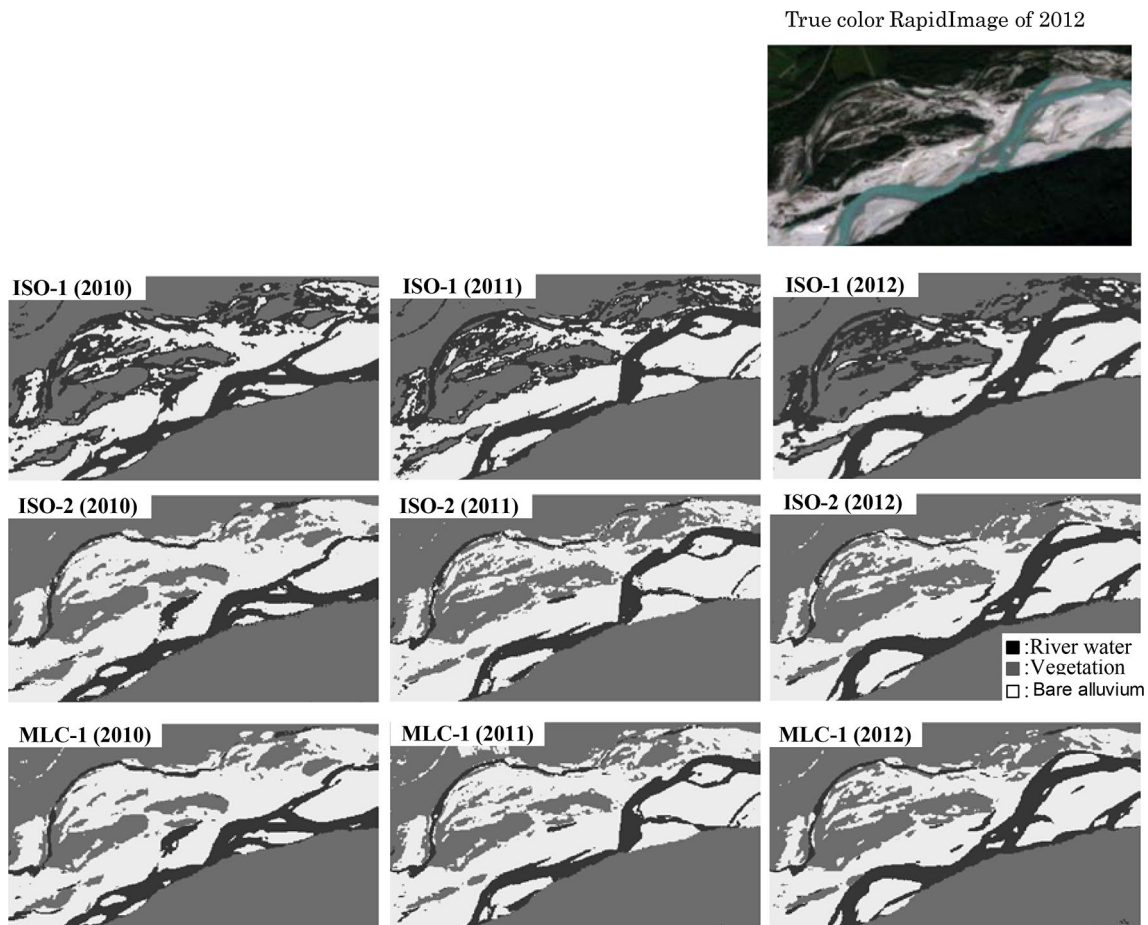 True color RapidImage of 2012
ISO-1 (2010)
ISO-1 (2011)
ISO-1 (2012)
ISO-2 (2010)
ISO-2 (2011)
ISO-2 (2012)
:River water
:Vegetation
: Bare alluvium
MLC-1 (2010)
MLC-1 (2011)
MLC-1 (2012)